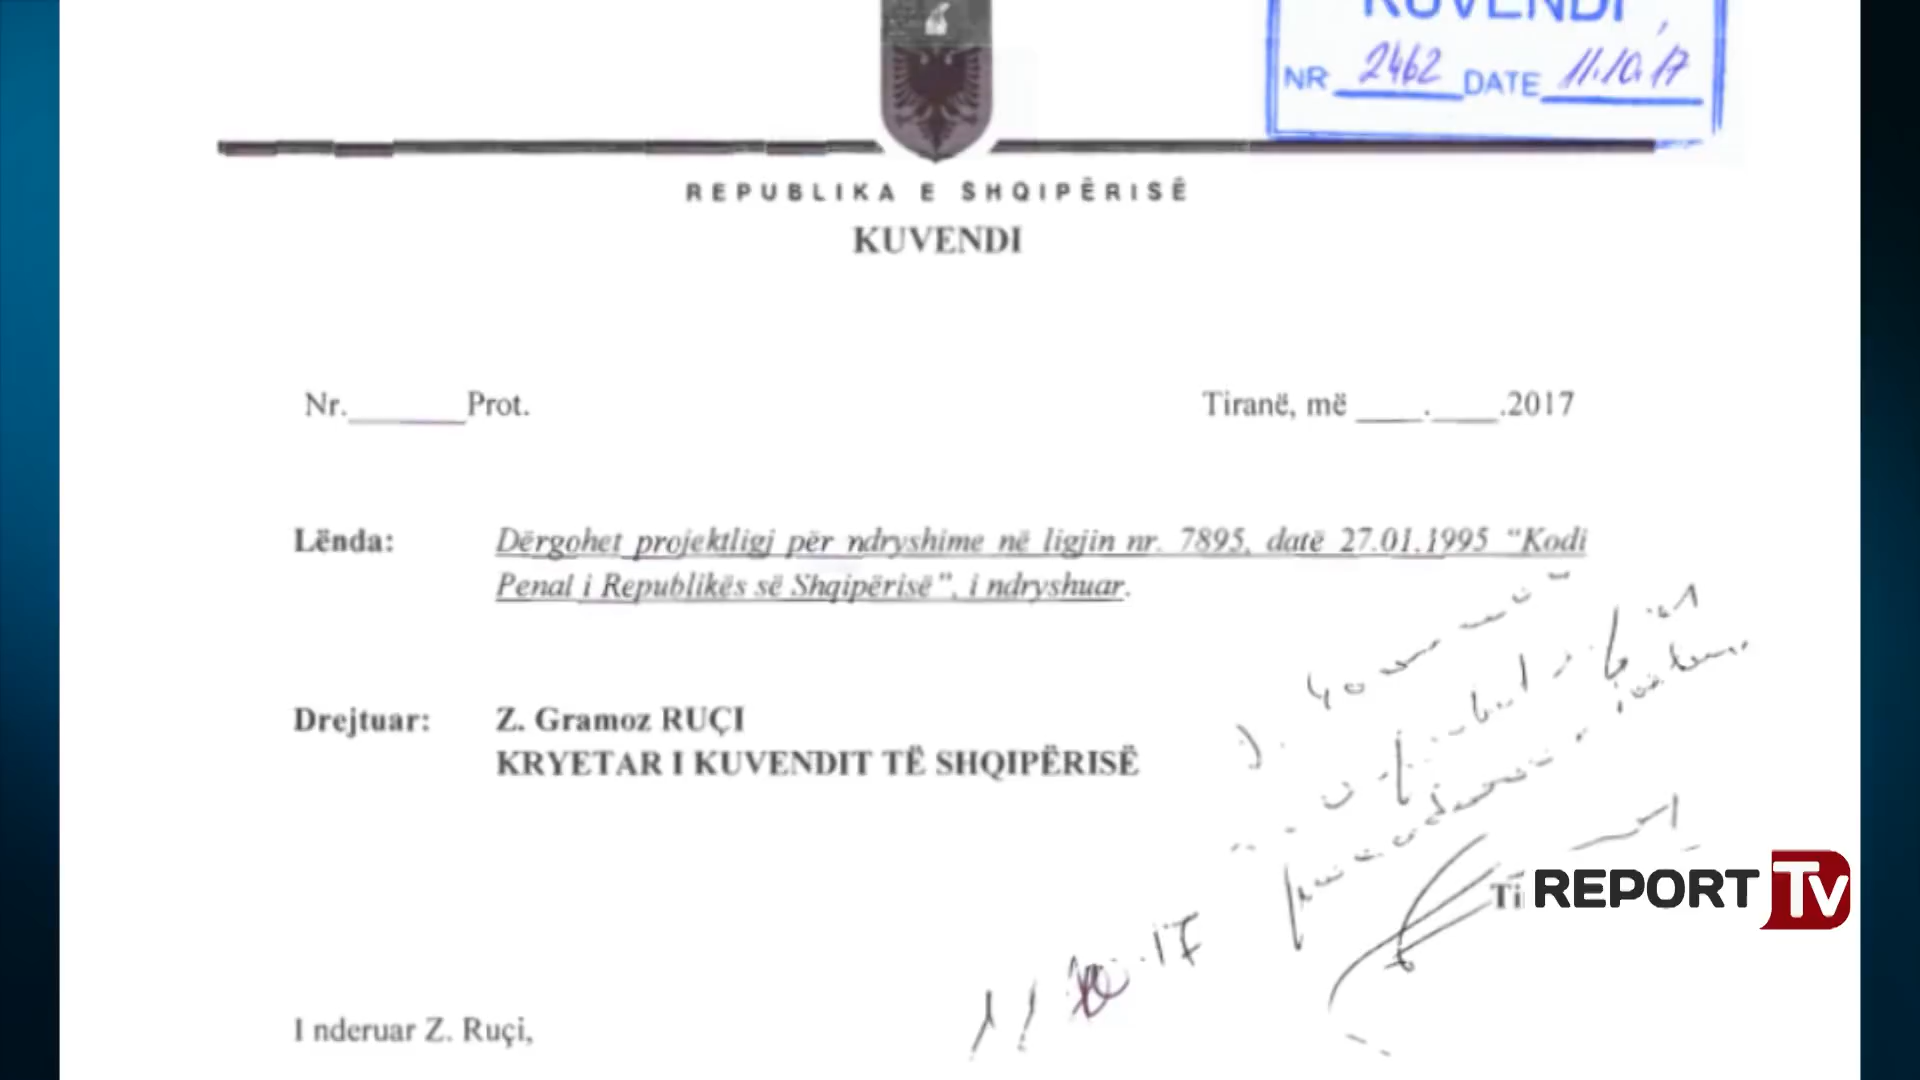 KUVENDI
NR 2462 DATE 11.10.17
REPUBLIKA E SHQIPËRISË
KUVENDI
Nr.______Prot. Tiranë, më ____.____.2017
Lënda: Dërgohet projektligj për ndryshime në ligjin nr. 7895, datë 27.01.1995 “Kodi
Penal i Republikës së Shqipërisë”, i ndryshuar.
Drejtuar: Z. Gramoz RUÇI
KRYETAR I KUVENDIT TË SHQIPËRISË
REPORT TV
I nderuar Z. Ruçi,